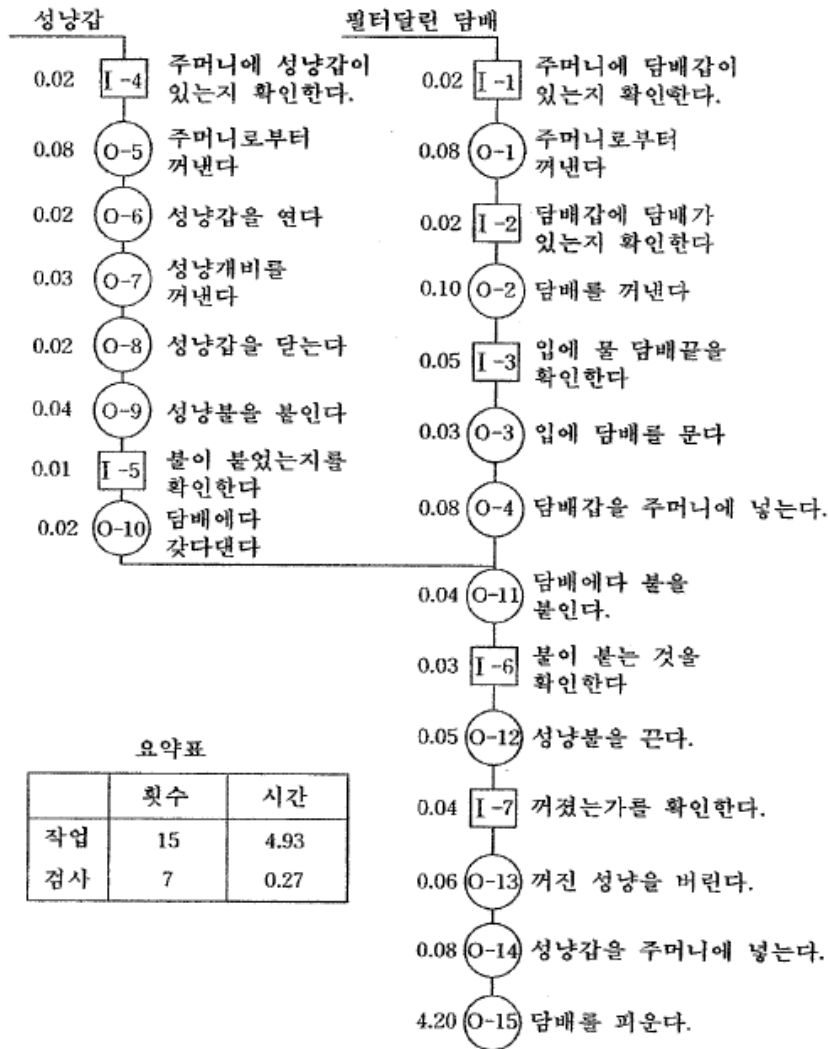 성냥갑
0.02 I-4 주머니에 성냥갑이
있는지 확인한다.
0.08 O-5 주머니로부터
꺼낸다
0.02 O-6 성냥갑을 연다
0.03 O-7 성냥개비를
꺼낸다
0.02 O-8 성냥갑을 닫는다
0.04 O-9 성냥불을 붙인다
0.01 I-5 불이 붙었는지를
확인한다
0.02 O-10 담배에다
갖다댄다
필터달린 담배
0.02 I-1 주머니에 담배갑이
있는지 확인한다.
0.08 O-1 주머니로부터
꺼낸다
0.02 I-2 담배갑에 담배가
있는지 확인한다
0.10 O-2 담배를 꺼낸다
0.05 I-3 입에 물 담배끝을
확인한다
0.03 O-3 입에 담배를 문다
0.08 O-4 담배갑을 주머니에 넣는다.
0.04 O-11 담배에다 불을
붙인다.
0.03 I-6 불이 붙는 것을
확인한다
0.05 O-12 성냥불을 끈다.
0.04 I-7 꺼졌는가를 확인한다.
0.06 O-13 꺼진 성냥을 버린다.
0.08 O-14 성냥갑을 주머니에 넣는다.
4.20 O-15 담배를 피운다.
요약표
횟수 시간
작업 15 4.93
검사 7 0.27